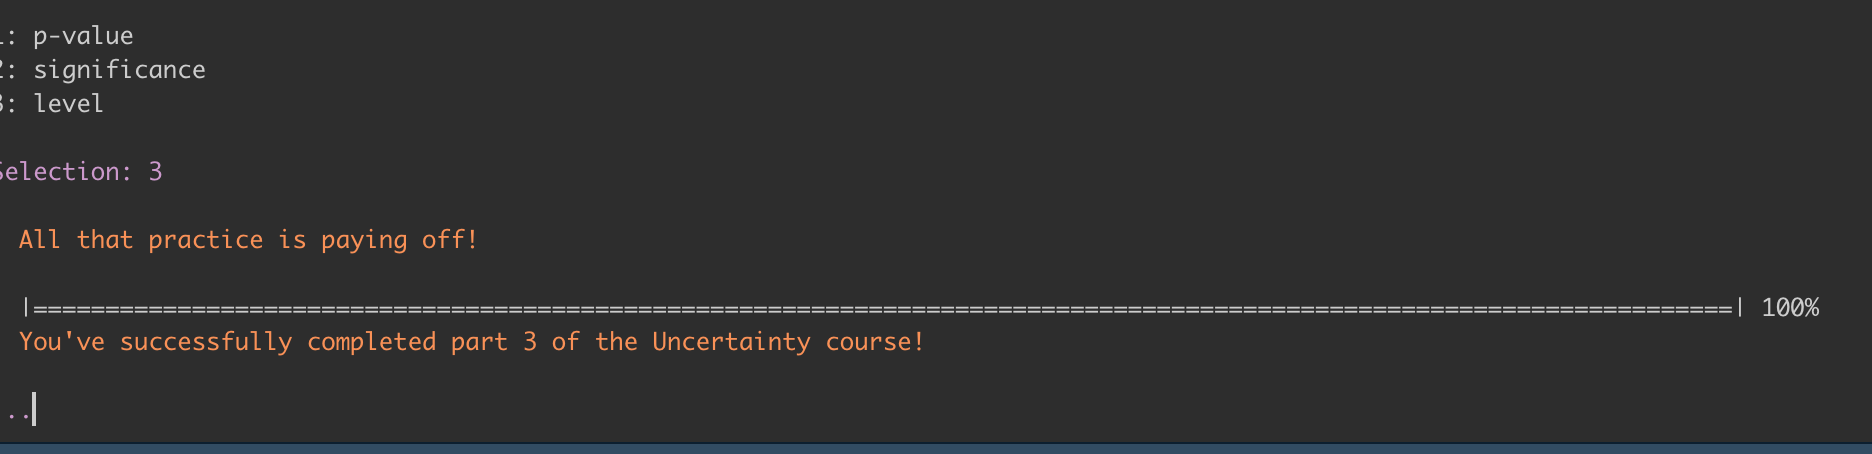 : p-value
: significance
: level
Selection: 3
All that practice is paying off!
|======================================================================================================================| 100%
You've successfully completed part 3 of the Uncertainty course!
..